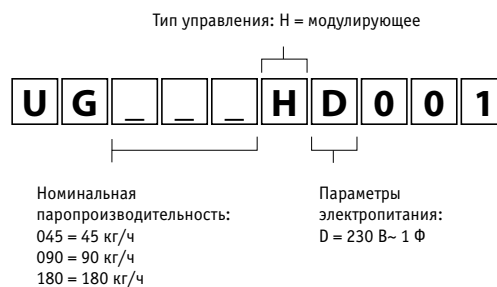 Тип управления: H = модулирующее
U G _ _ _ H D 0 0 1
Номинальная
паропроизводительность:
045 = 45 кг/ч
090 = 90 кг/ч
180 = 180 кг/ч
Параметры
электропитания:
D = 230 В~ 1 Ф